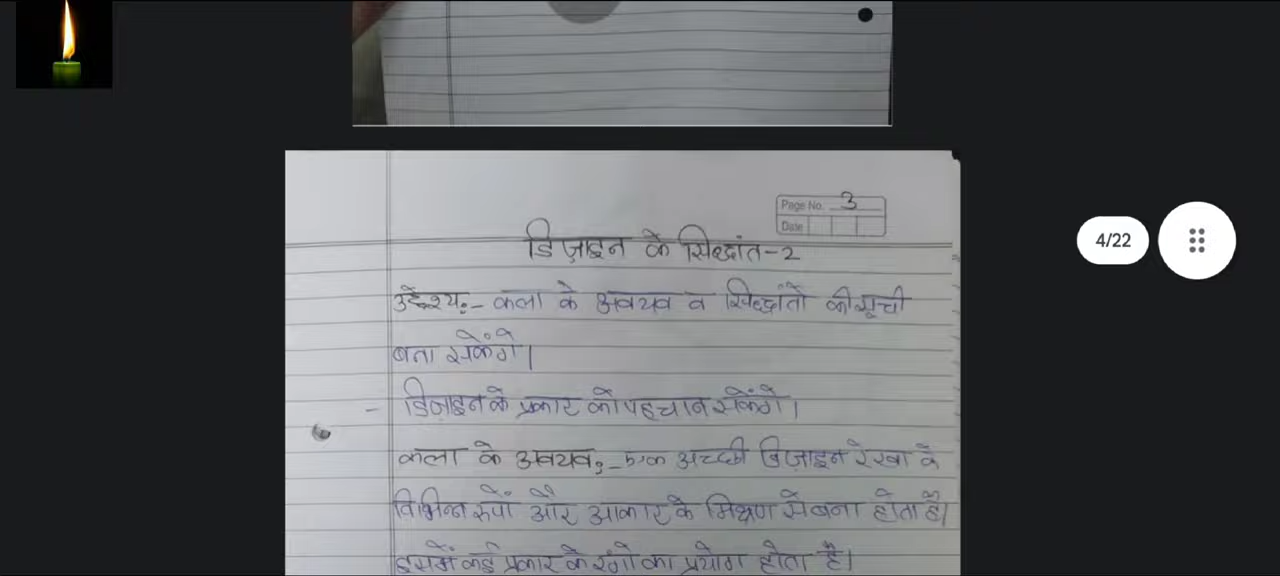 Page No. 3
Date
डिज़ाइन के सिद्धांत-2
उद्देश्य:- कला के अवयव व सिद्धांतों की सूची
बना सकेंगे।
- डिज़ाइन के प्रकार को पहचान सकेंगे।
कला के अवयव:- एक अच्छी डिज़ाइन रेखा के
विभिन्न रुपों और आकार के मिश्रण से बना होता है।
इसमें कई प्रकार के रंगो का प्रयोग होता है।
4/22